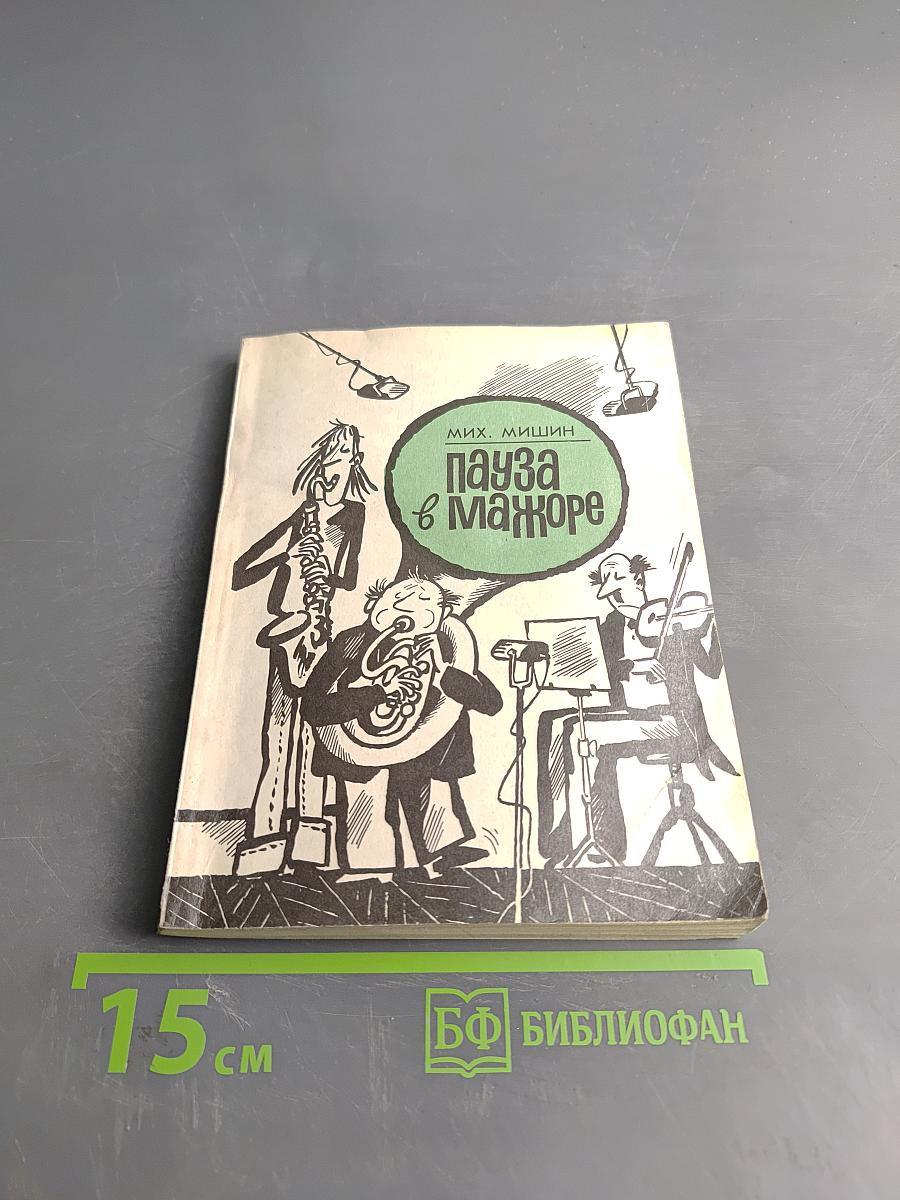 МИХ. МИШИН
ПАУЗА
в МАЖОРЕ
15 см
БФ БИБЛИОФАН